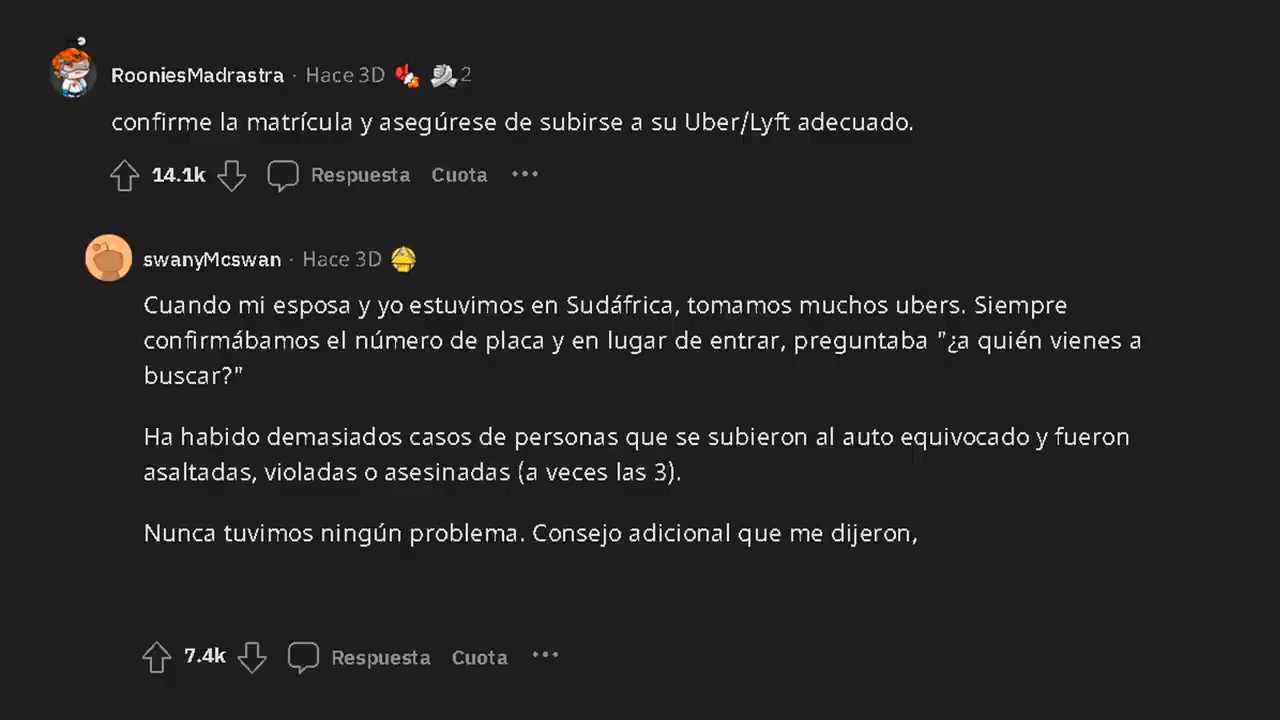 RooniesMadrastra · Hace 3D 2
confirme la matrícula y asegúrese de subirse a su Uber/Lyft adecuado.
14.1k Respuesta Cuota ···
swanyMcswan · Hace 3D
Cuando mi esposa y yo estuvimos en Sudáfrica, tomamos muchos ubers. Siempre
confirmábamos el número de placa y en lugar de entrar, preguntaba "¿a quién vienes a
buscar?"
Ha habido demasiados casos de personas que se subieron al auto equivocado y fueron
asaltadas, violadas o asesinadas (a veces las 3).
Nunca tuvimos ningún problema. Consejo adicional que me dijeron,
7.4k Respuesta Cuota ···